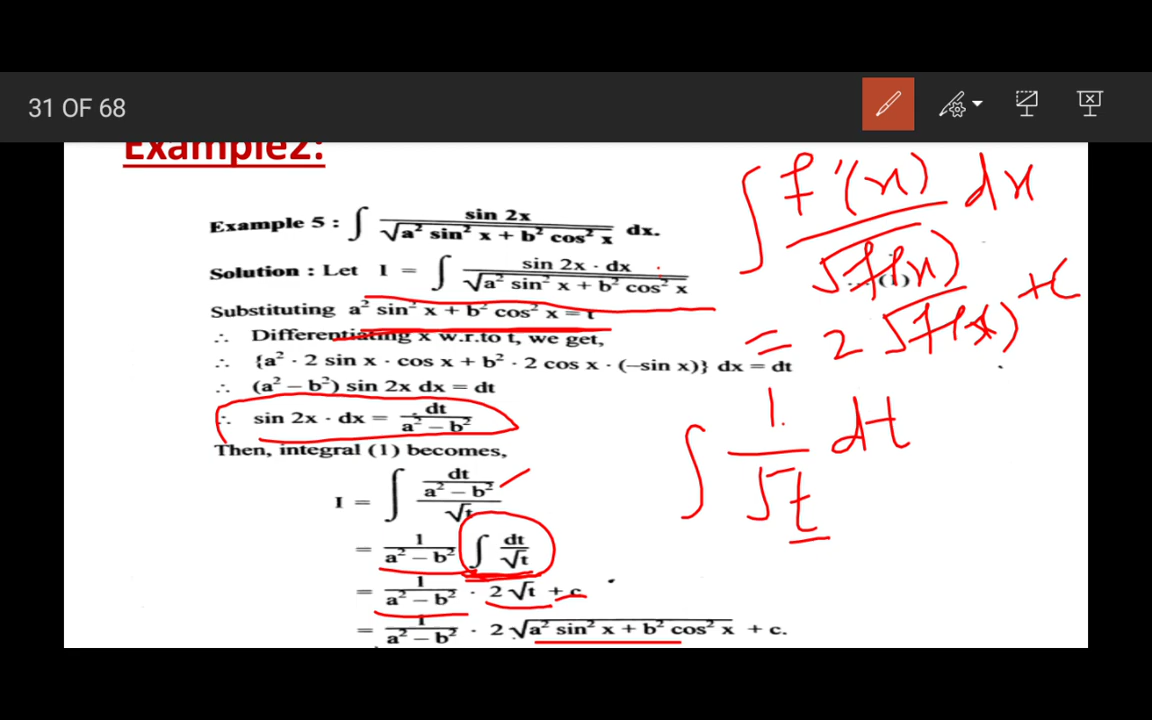 31 OF 68
Example2:
Example 5 : ∫ sin 2x / √(a² sin² x + b² cos² x) dx.
Solution : Let I = ∫ sin 2x · dx / √(a² sin² x + b² cos² x) ...(1)
Substituting a² sin² x + b² cos² x = t
∴ Differentiating x w.r.to t, we get,
∴ {a² · 2 sin x · cos x + b² · 2 cos x · (−sin x)} dx = dt
∴ (a² − b²) sin 2x dx = dt
∴ sin 2x · dx = dt / (a² − b²)
Then, integral (1) becomes,
I = ∫ (dt / (a² − b²)) / √t
= 1 / (a² − b²) ∫ dt / √t
= 1 / (a² − b²) · 2 √t + c
= 1 / (a² − b²) · 2 √(a² sin² x + b² cos² x) + c.
∫ f'(x) / √f(x) dx
= 2 √f(x) + c
∫ 1 / √t dt